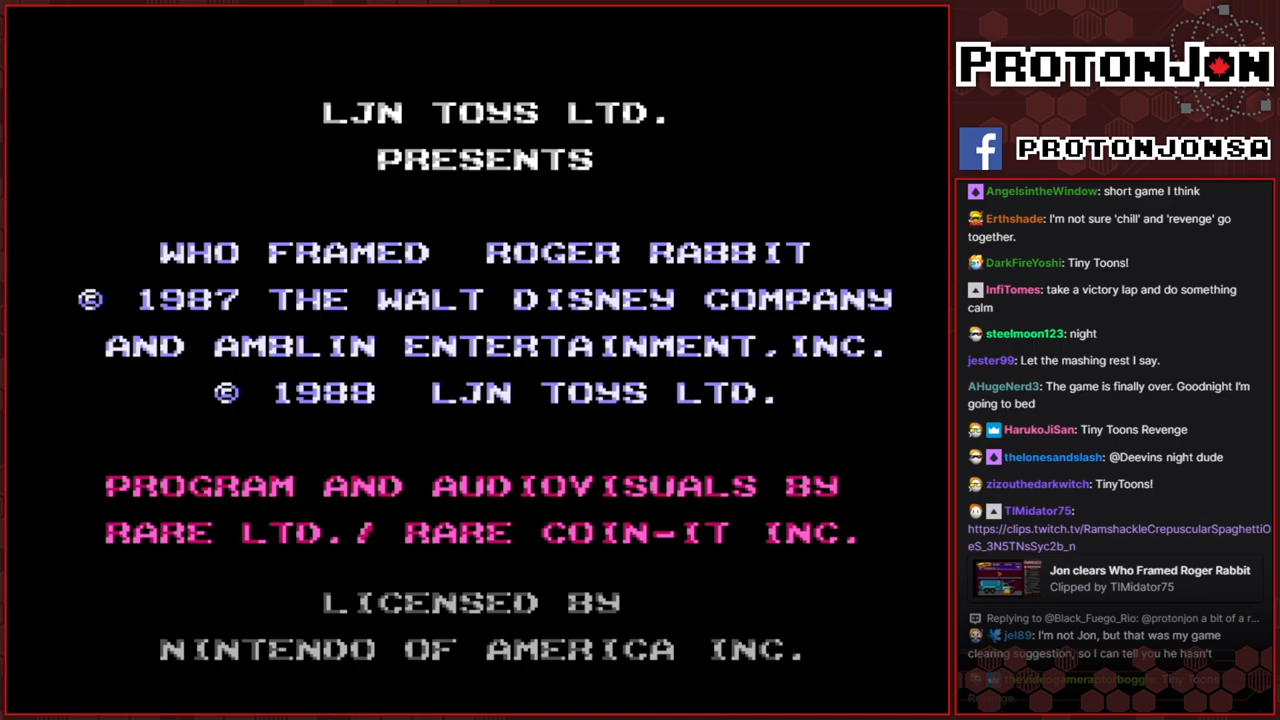 LJN TOYS LTD.
PRESENTS
WHO FRAMED ROGER RABBIT
© 1987 THE WALT DISNEY COMPANY
AND AMBLIN ENTERTAINMENT,INC.
© 1988 LJN TOYS LTD.
PROGRAM AND AUDIOVISUALS BY
RARE LTD./ RARE COIN-IT INC.
LICENSED BY
NINTENDO OF AMERICA INC.
PROTONJON
PROTONJONSA
AngelsintheWindow: short game I think
Erthshade: I'm not sure 'chill' and 'revenge' go
together.
DarkFireYoshi: Tiny Toons!
InfiTomes: take a victory lap and do something
calm
steelmoon123: night
jester99: Let the mashing rest I say.
AHugeNerd3: The game is finally over. Goodnight I'm
going to bed
HarukoJiSan: Tiny Toons Revenge
thelonesandslash: @Deevins night dude
zizouthedarkwitch: TinyToons!
TIMidator75:
https://clips.twitch.tv/RamshackleCrepuscularSpaghettiO
eS_3N5TNsSyc2b_n
Jon clears Who Framed Roger Rabbit
Clipped by TIMidator75
Replying to @Black_Fuego_Rio: @protonjon a bit of a r...
jel89: I'm not Jon, but that was my game
clearing suggestion, so I can tell you he hasn't
thevideogameraptorboggle: Tiny Toons
Revenge.